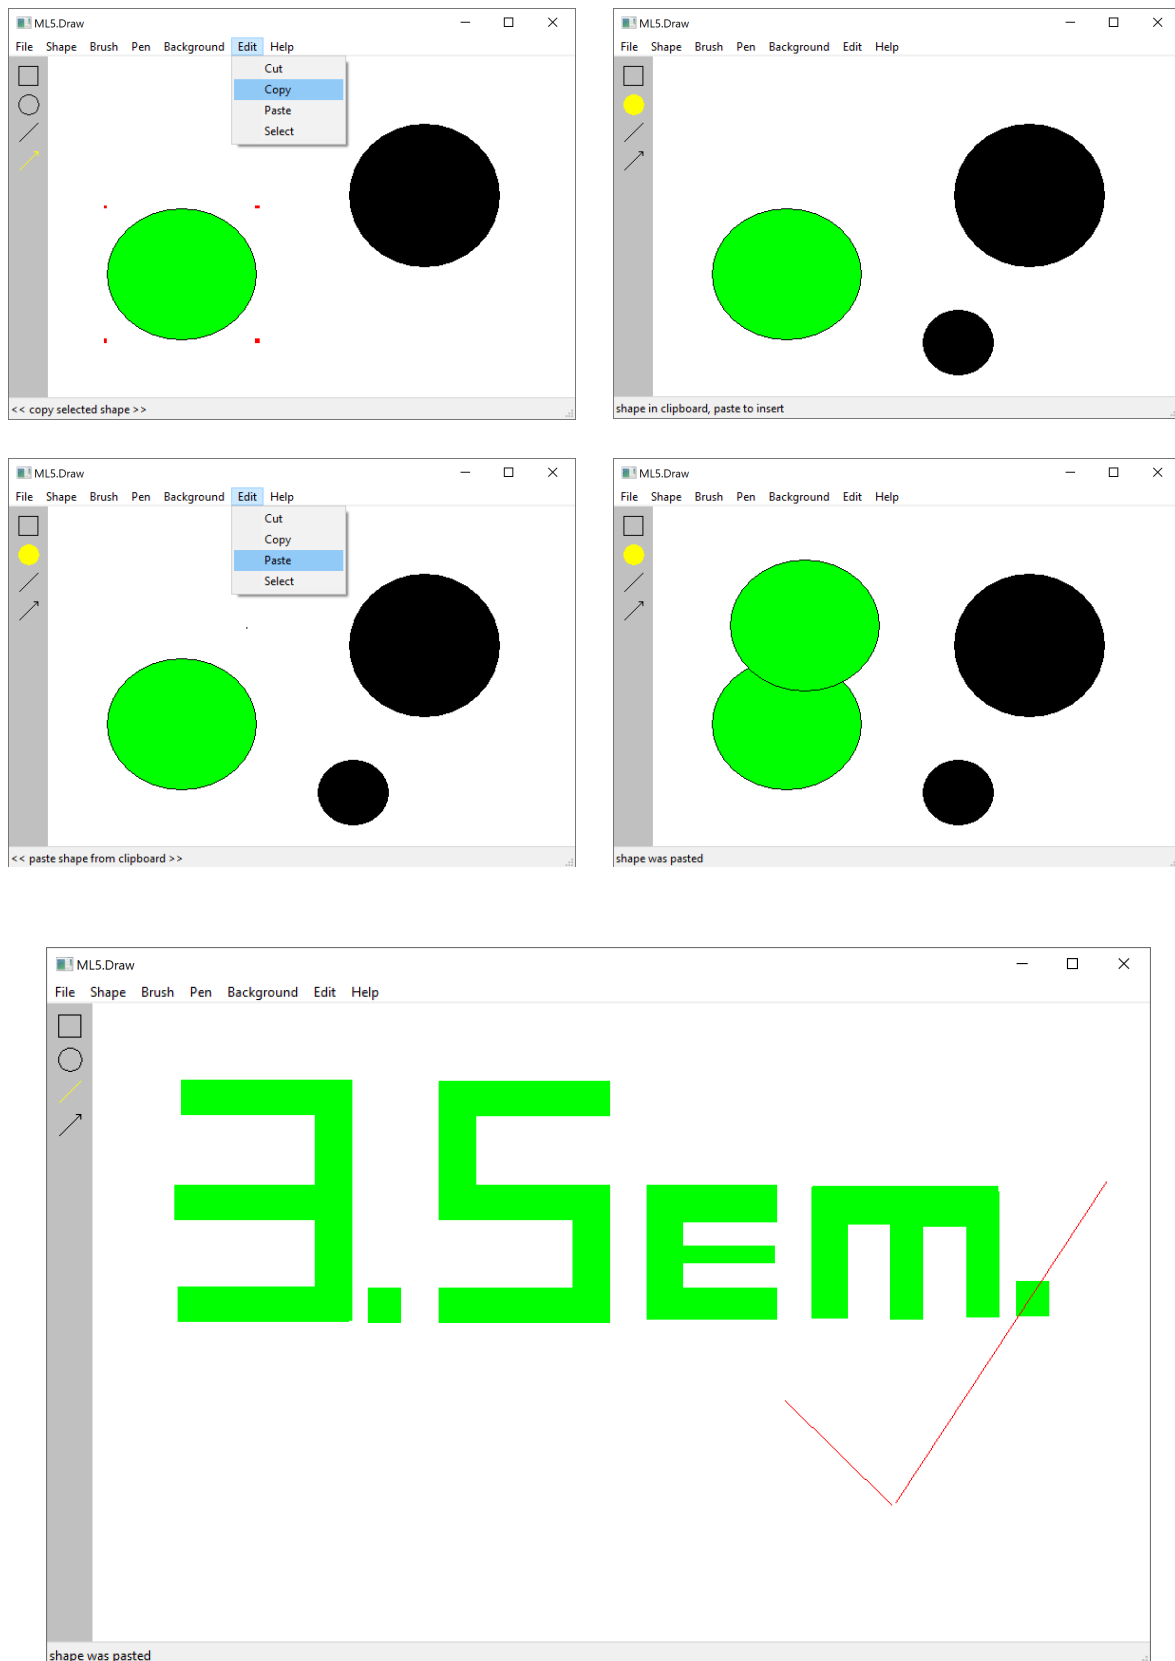 ML5.Draw
File Shape Brush Pen Background Edit Help
Cut
Copy
Paste
Select
<< copy selected shape >>
ML5.Draw
File Shape Brush Pen Background Edit Help
shape in clipboard, paste to insert
ML5.Draw
File Shape Brush Pen Background Edit Help
Cut
Copy
Paste
Select
<< paste shape from clipboard >>
ML5.Draw
File Shape Brush Pen Background Edit Help
shape was pasted
ML5.Draw
File Shape Brush Pen Background Edit Help
3.Sem.
shape was pasted